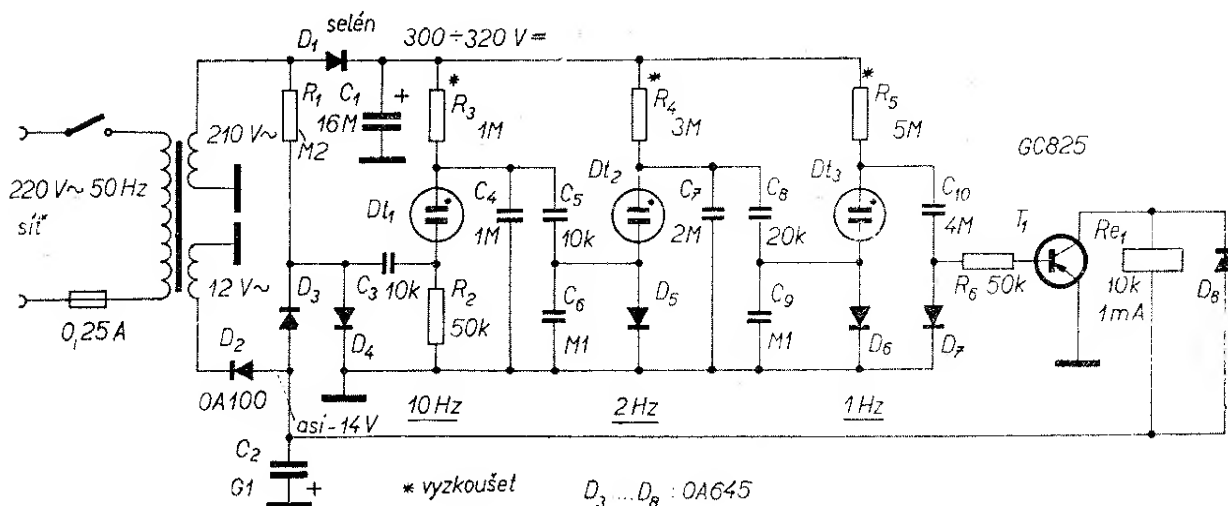 D1 selén
300 ÷ 320 V =
R1
M2
C1 +
16M
* R3
1M
* R4
3M
* R5
5M
GC825
220 V~ 50 Hz
síť
210 V~
12 V~
0,25 A
Dt1
C4
1M
C5
10k
Dt2
C7
2M
C8
20k
Dt3
C10
4M
T1
Re1
10k
1mA
D8
R6 50k
D3
C3 10k
D4
R2
50k
C6
M1
D5
C9
M1
D6
D7
D2
OA100
asi -14V
10 Hz
2 Hz
1 Hz
C2
G1 +
* vyzkoušet
D3 ... D8 : OA645